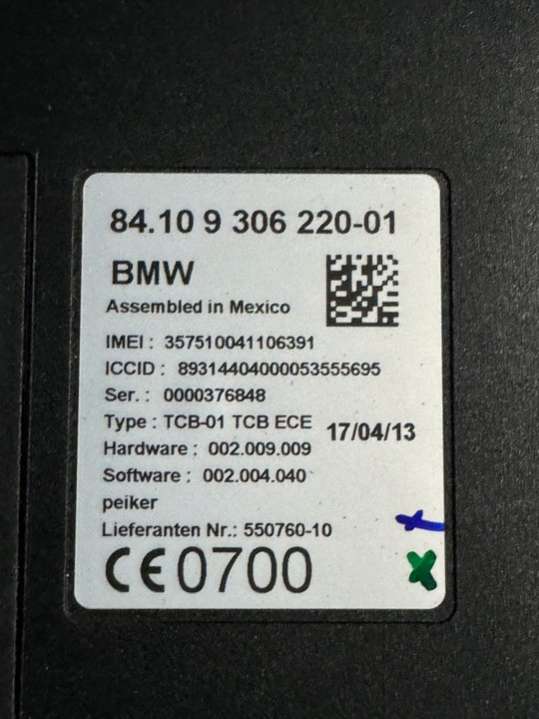 84.10 9 306 220-01
BMW
Assembled in Mexico
IMEI : 357510041106391
ICCID : 89314404000053555695
Ser. : 0000376848
Type : TCB-01 TCB ECE
17/04/13
Hardware : 002.009.009
Software : 002.004.040
peiker
Lieferanten Nr.: 550760-10
CE0700